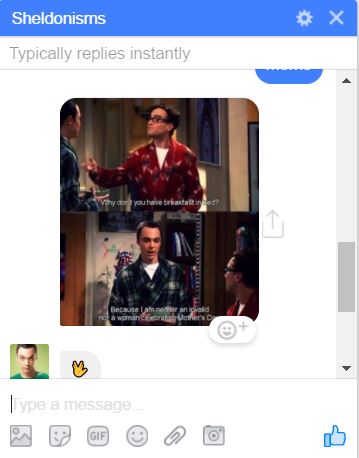 Sheldonisms
Typically replies instantly
Why don't you have breakfast in bed?
Because I am neither an invalid
nor a woman celebrating Mother's Da
Type a message...
GIF